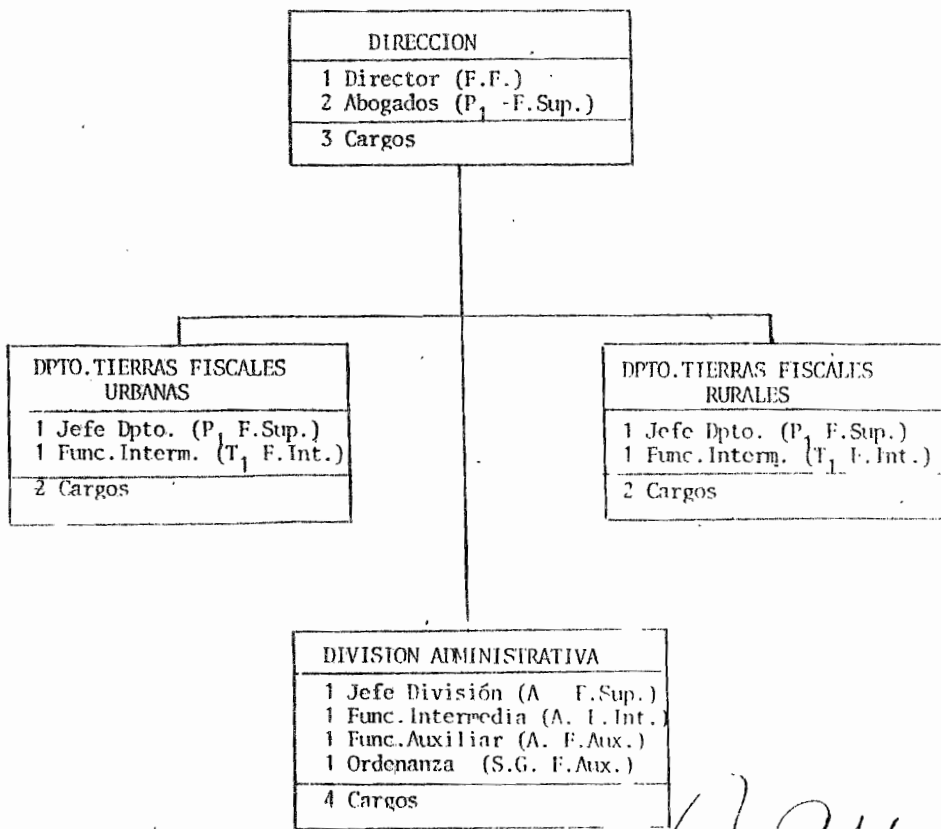 DIRECCION
1 Director (F.F.)
2 Abogados (P1 -F.Sup.)
3 Cargos
DPTO.TIERRAS FISCALES
URBANAS
1 Jefe Dpto. (P1 F.Sup.)
1 Func.Interm. (T1 F.Int.)
2 Cargos
DPTO.TIERRAS FISCALES
RURALES
1 Jefe Dpto. (P1 F.Sup.)
1 Func.Interm. (T1 F.Int.)
2 Cargos
DIVISION ADMINISTRATIVA
1 Jefe División (A F.Sup.)
1 Func.Intermedia (A. F.Int.)
1 Func.Auxiliar (A. F.Aux.)
1 Ordenanza (S.G. F.Aux.)
4 Cargos